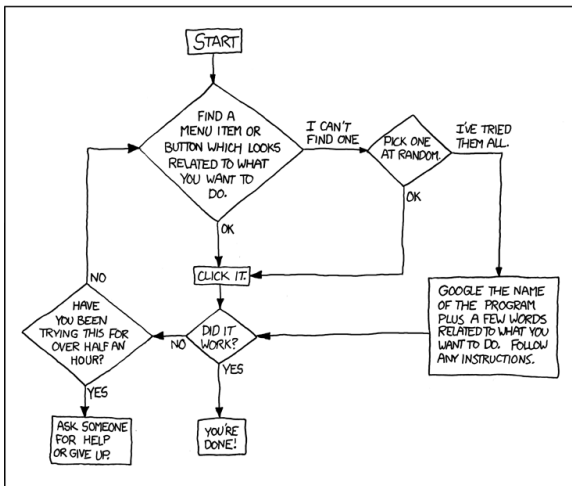 START
FIND A
MENU ITEM OR
BUTTON WHICH LOOKS
RELATED TO WHAT
YOU WANT TO
DO.
I CAN'T
FIND ONE
PICK ONE
AT RANDOM.
I'VE TRIED
THEM ALL.
OK
OK
CLICK IT.
NO
GOOGLE THE NAME
OF THE PROGRAM
PLUS A FEW WORDS
RELATED TO WHAT YOU
WANT TO DO. FOLLOW
ANY INSTRUCTIONS.
HAVE
YOU BEEN
TRYING THIS FOR
OVER HALF AN
HOUR?
NO
DID IT
WORK?
YES
YES
ASK SOMEONE
FOR HELP
OR GIVE UP.
YOU'RE
DONE!